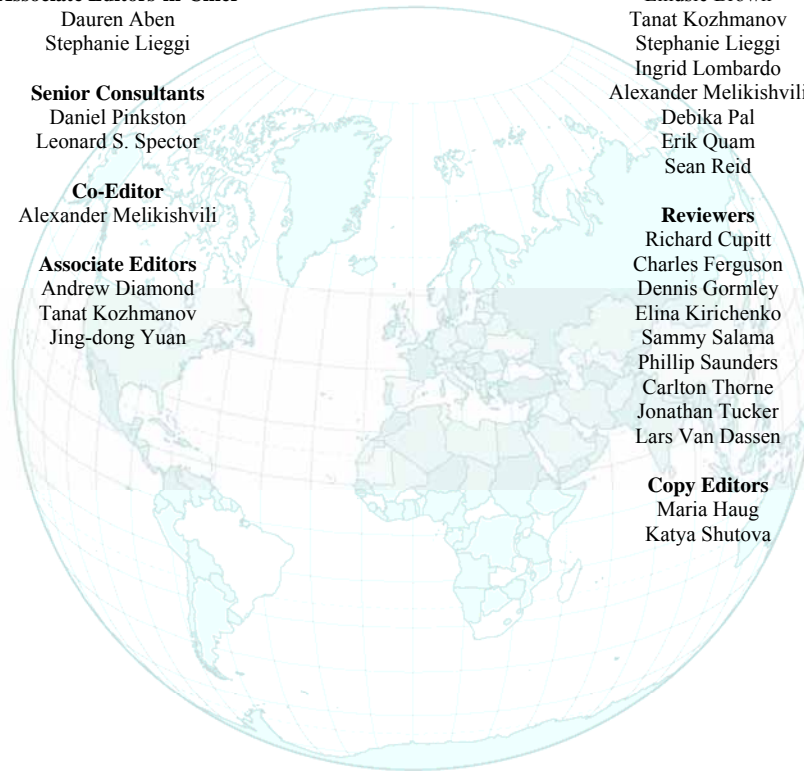 Dauren Aben
Stephanie Lieggi
Senior Consultants
Daniel Pinkston
Leonard S. Spector
Co-Editor
Alexander Melikishvili
Associate Editors
Andrew Diamond
Tanat Kozhmanov
Jing-dong Yuan
Tanat Kozhmanov
Stephanie Lieggi
Ingrid Lombardo
Alexander Melikishvili
Debika Pal
Erik Quam
Sean Reid
Reviewers
Richard Cupitt
Charles Ferguson
Dennis Gormley
Elina Kirichenko
Sammy Salama
Phillip Saunders
Carlton Thorne
Jonathan Tucker
Lars Van Dassen
Copy Editors
Maria Haug
Katya Shutova